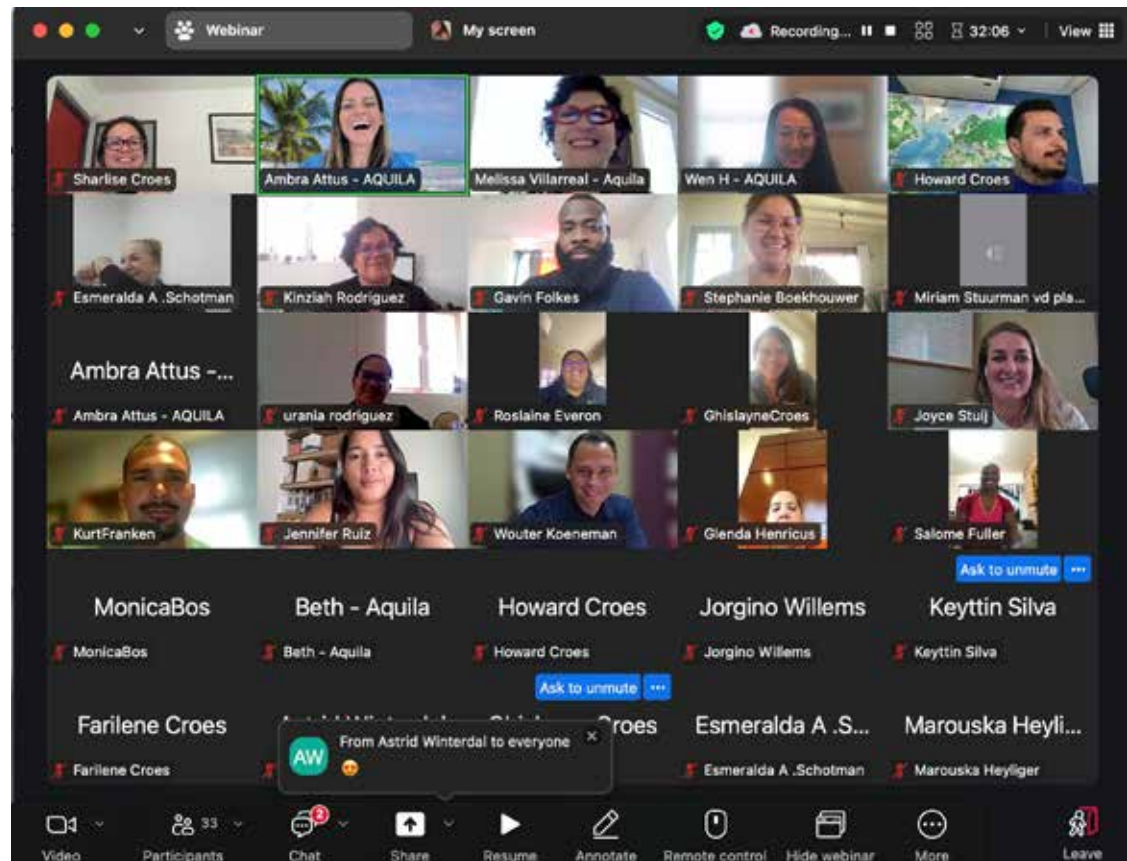 Webinar
My screen
Recording...
32:06
View
Sharlise Croes
Ambra Attus - AQUILA
Melissa Villarreal - Aquila
Wen H - AQUILA
Howard Croes
Esmeralda A .Schotman
Kinziah Rodriguez
Gavin Folkes
Stephanie Boekhouwer
Miriam Stuurman vd pla...
Ambra Attus -...
Ambra Attus - AQUILA
urania rodriguez
Roslaine Everon
GhislayneCroes
Joyce Stuij
KurtFranken
Jennifer Ruiz
Wouter Koeneman
Glenda Henricus
Salome Fuller
Ask to unmute
MonicaBos
Beth - Aquila
Howard Croes
Jorgino Willems
Keyttin Silva
MonicaBos
Beth - Aquila
Howard Croes
Jorgino Willems
Keyttin Silva
Ask to unmute
Farilene Croes
Croes
Esmeralda A .S...
Marouska Heyli...
AW
From Astrid Winterdal to everyone
Farilene Croes
Esmeralda A .Schotman
Marouska Heyliger
33
2
Video
Participants
Chat
Share
Resume
Annotate
Remote control
Hide webinar
More
Leave